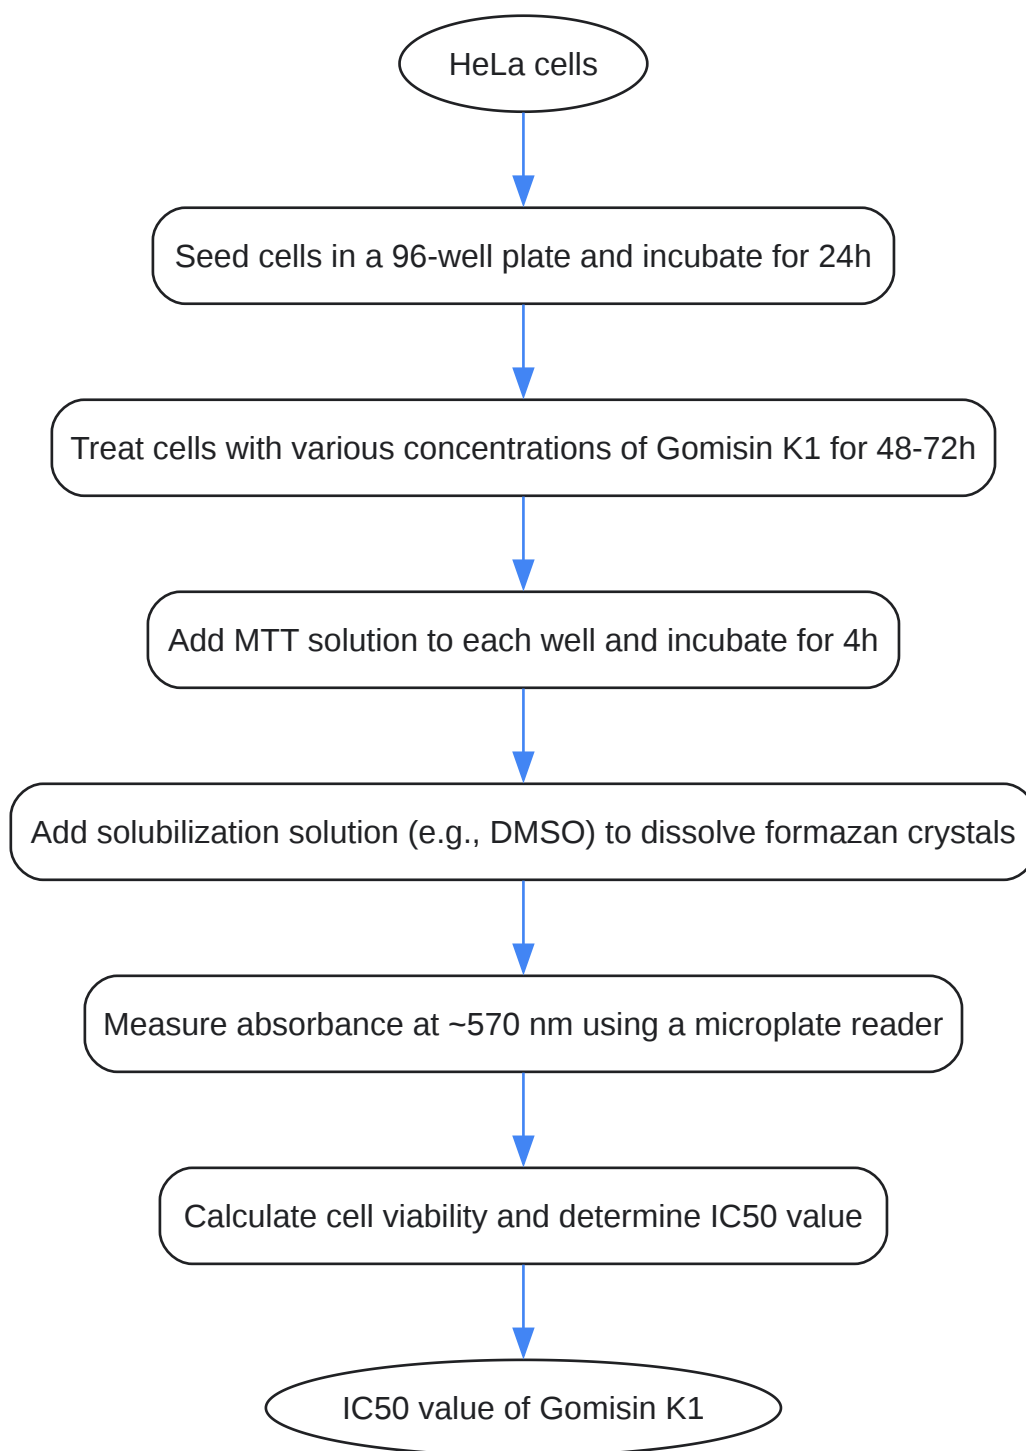 HeLa cells
Seed cells in a 96-well plate and incubate for 24h
Treat cells with various concentrations of Gomisin K1 for 48-72h
Add MTT solution to each well and incubate for 4h
Add solubilization solution (e.g., DMSO) to dissolve formazan crystals
Measure absorbance at ~570 nm using a microplate reader
Calculate cell viability and determine IC50 value
IC50 value of Gomisin K1